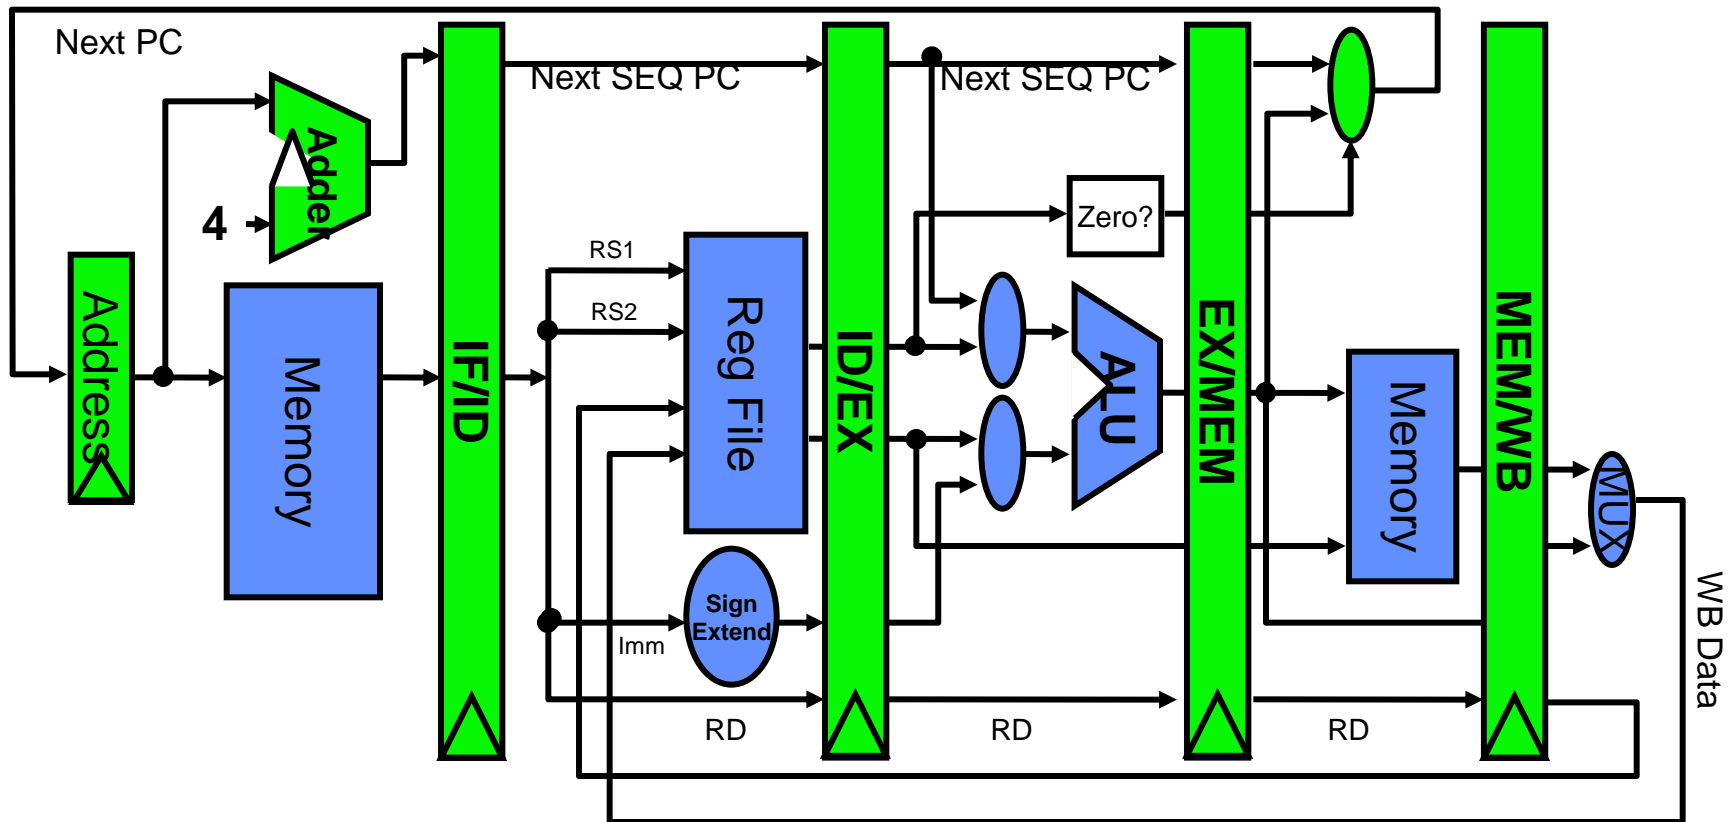 Next PC
Next SEQ PC
Next SEQ PC
Adder
4
Zero?
RS1
RS2
Address
Memory
IF/ID
Reg File
ID/EX
ALU
EX/MEM
Memory
MEM/WB
MUX
Sign
Extend
Imm
WB Data
RD
RD
RD